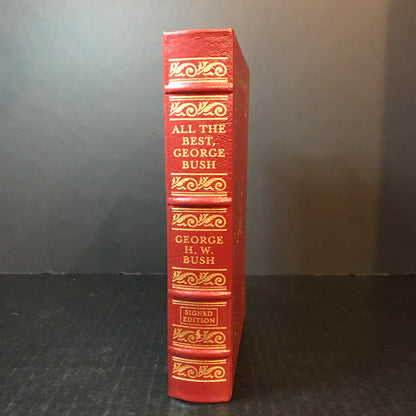 ALL THE
BEST,
GEORGE
BUSH
GEORGE
H. W.
BUSH
SIGNED
EDITION